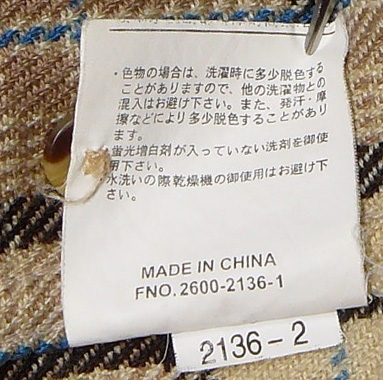 ・色物の場合は、洗濯時に多少脱色する
ことがありますので、他の洗濯物との
混入はお避け下さい。また、発汗・摩
擦などにより多少脱色することがあり
ます。
・蛍光増白剤が入っていない洗剤を御使
用下さい。
・水洗いの際乾燥機の御使用はお避け下
さい。
MADE IN CHINA
FNO.2600-2136-1
2136-2